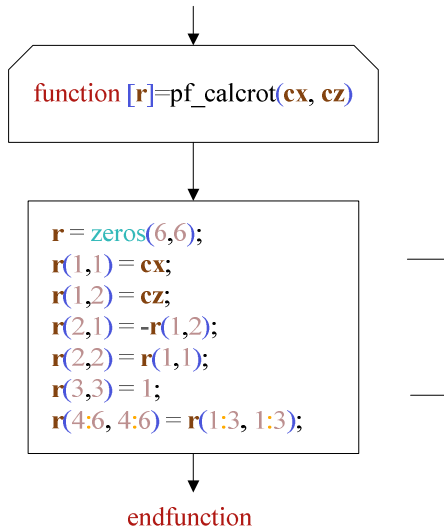 function [r]=pf_calcrot(cx, cz)
r = zeros(6,6);
r(1,1) = cx;
r(1,2) = cz;
r(2,1) = -r(1,2);
r(2,2) = r(1,1);
r(3,3) = 1;
r(4:6, 4:6) = r(1:3, 1:3);
endfunction